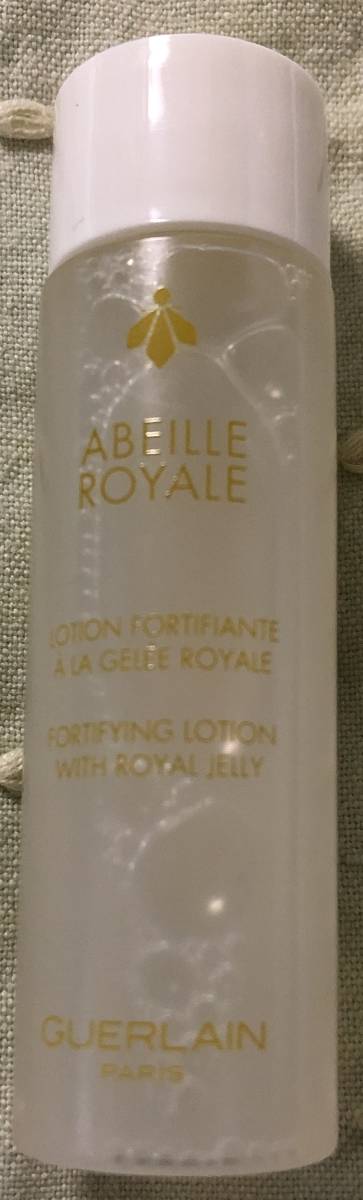 ABEILLE
ROYALE
LOTION FORTIFIANTE
À LA GELÉE ROYALE
FORTIFYING LOTION
WITH ROYAL JELLY
GUERLAIN
PARIS